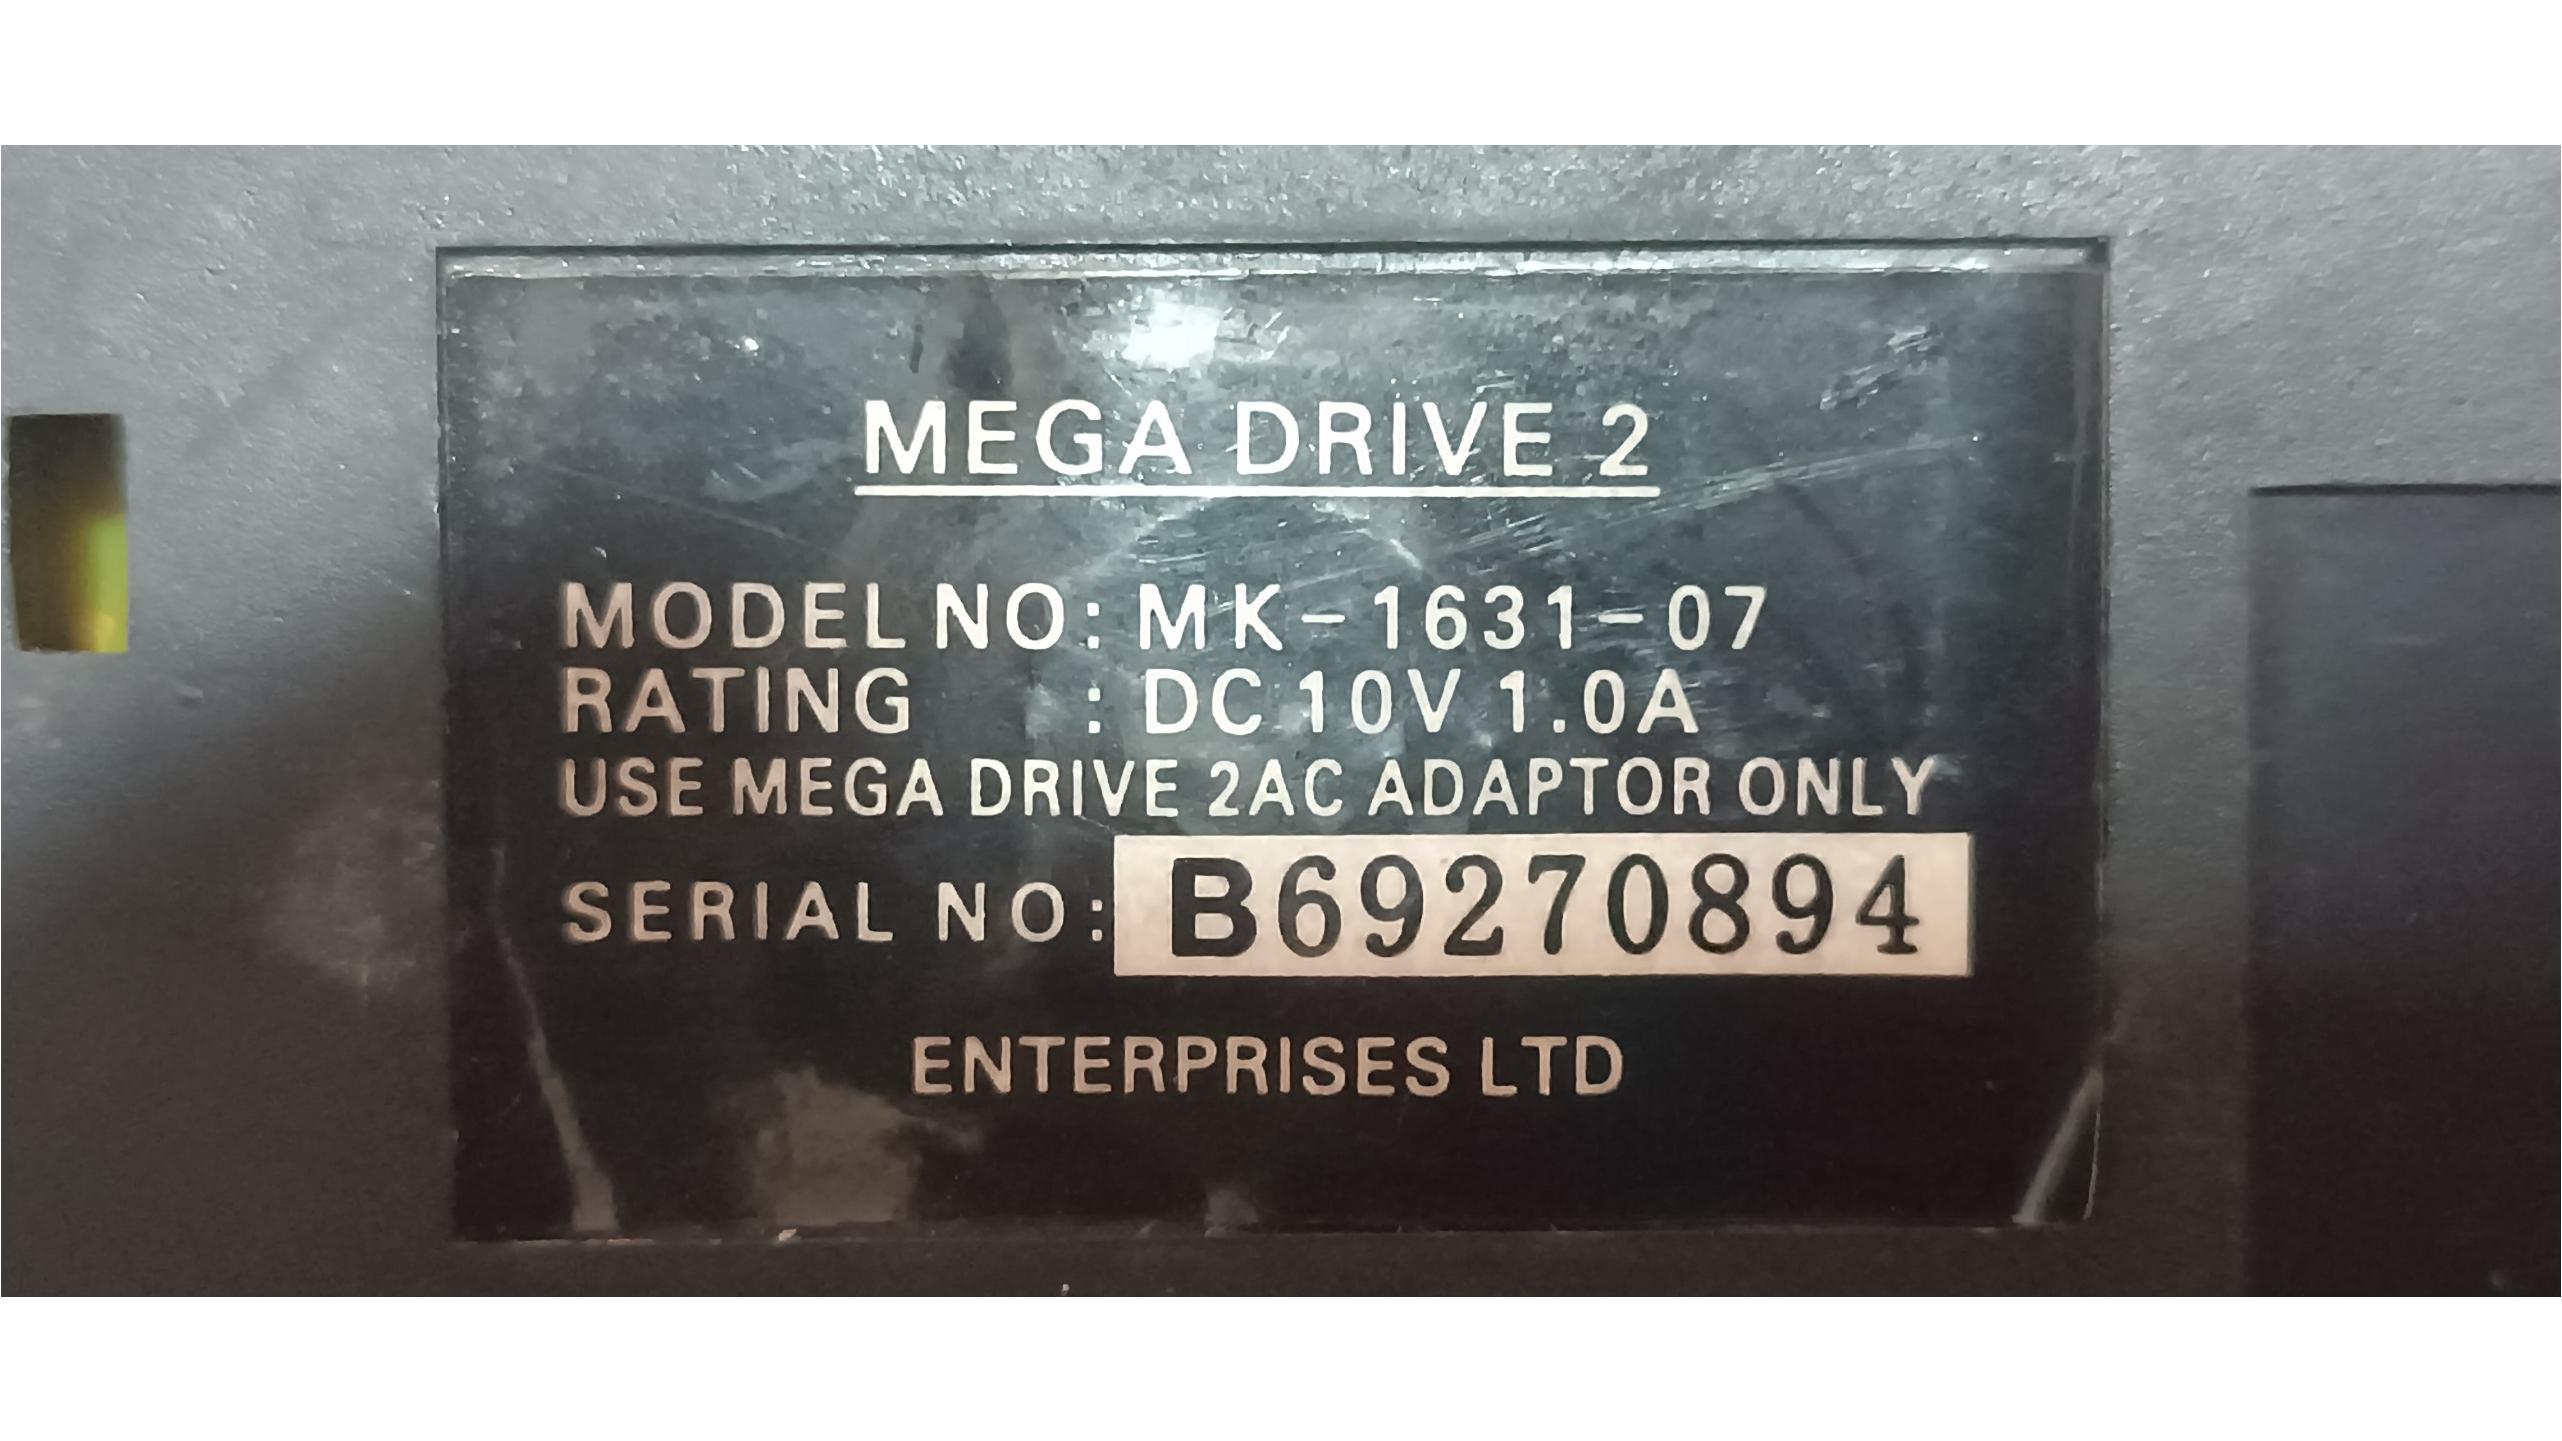 MEGA DRIVE 2
MODEL NO: MK-1631-07
RATING : DC 10V 1.0A
USE MEGA DRIVE 2AC ADAPTOR ONLY
SERIAL NO: B69270894
ENTERPRISES LTD